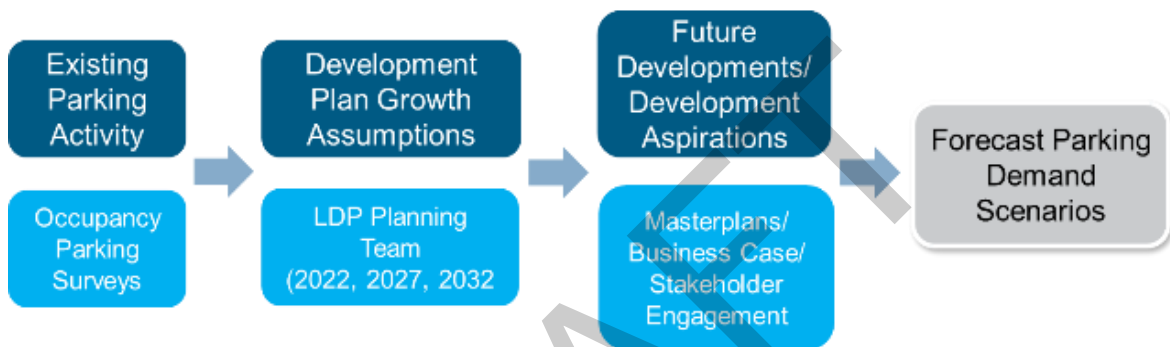 Existing
Parking
Activity
Occupancy
Parking
Surveys
Development
Plan Growth
Assumptions
LDP Planning
Team
(2022, 2027, 2032
Future
Developments/
Development
Aspirations
Masterplans/
Business Case/
Stakeholder
Engagement
Forecast Parking
Demand
Scenarios